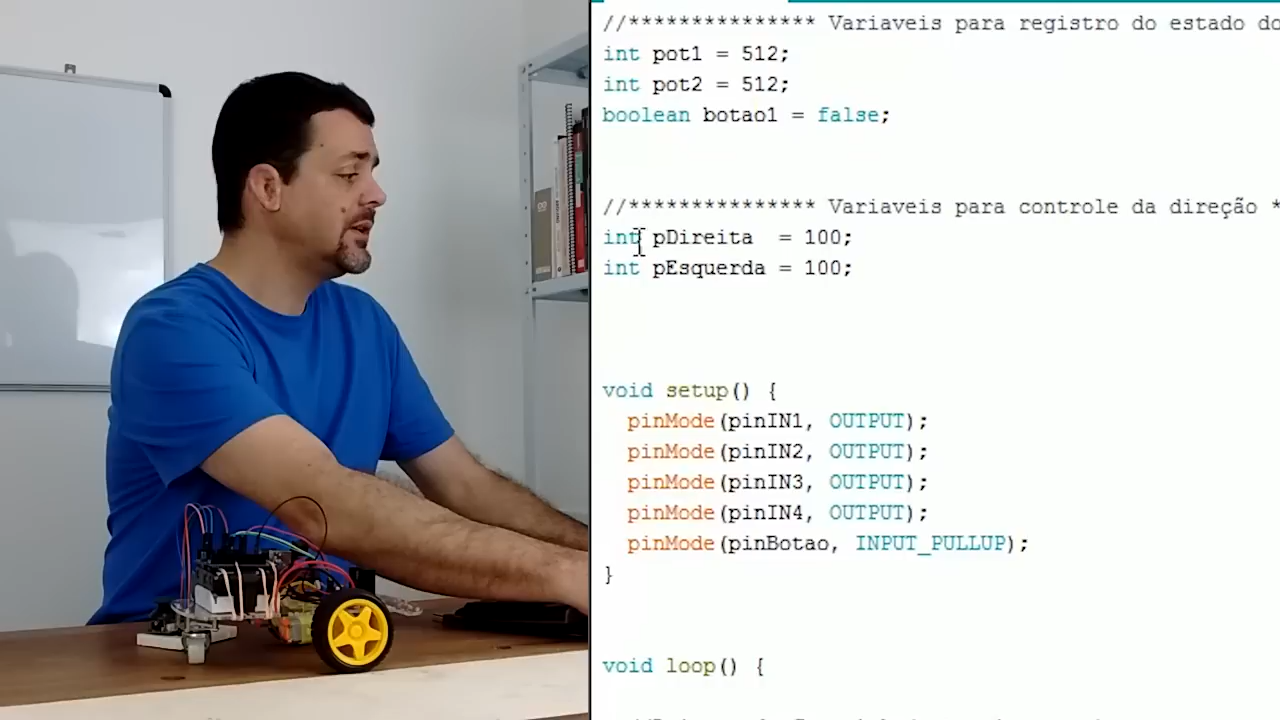 //*************** Variaveis para registro do estado do
int pot1 = 512;
int pot2 = 512;
boolean botao1 = false;
//*************** Variaveis para controle da direção *
int pDireita  = 100;
int pEsquerda = 100;
void setup() {
pinMode(pinIN1, OUTPUT);
pinMode(pinIN2, OUTPUT);
pinMode(pinIN3, OUTPUT);
pinMode(pinIN4, OUTPUT);
pinMode(pinBotao, INPUT_PULLUP);
}
void loop() {